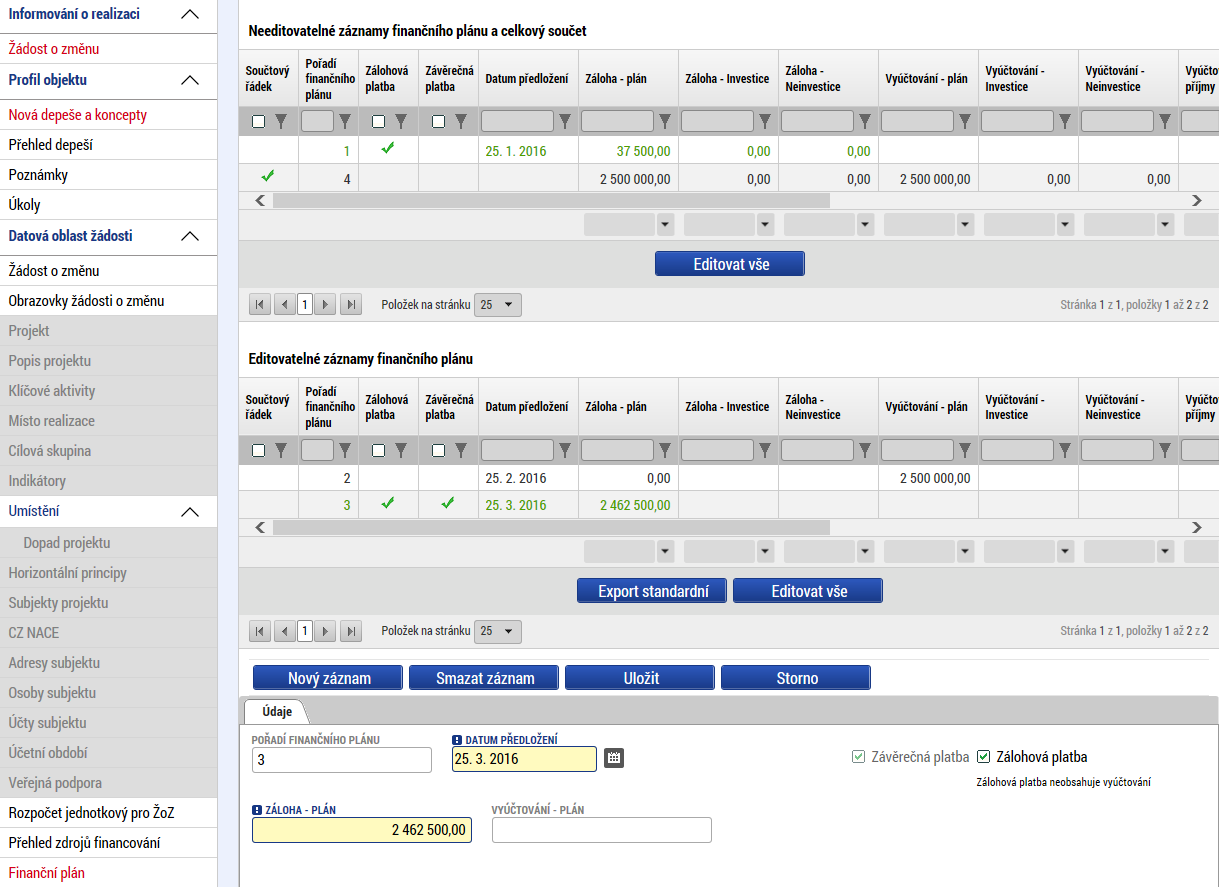 Informování o realizaci
Žádost o změnu
Profil objektu
Nová depeše a koncepty
Přehled depeší
Poznámky
Úkoly
Datová oblast žádosti
Žádost o změnu
Obrazovky žádosti o změnu
Projekt
Popis projektu
Klíčové aktivity
Místo realizace
Cílová skupina
Indikátory
Umístění
Dopad projektu
Horizontální principy
Subjekty projektu
CZ NACE
Adresy subjektu
Osoby subjektu
Účty subjektu
Účetní období
Veřejná podpora
Rozpočet jednotkový pro ŽoZ
Přehled zdrojů financování
Finanční plán
Needitovatelné záznamy finančního plánu a celkový součet
Součtový řádek Pořadí finančního plánu Zálohová platba Závěrečná platba Datum předložení Záloha - plán Záloha - Investice Záloha - Neinvestice Vyúčtování - plán Vyúčtování - Investice Vyúčtování - Neinvestice Vyúčto příjmy
1 25. 1. 2016 37 500,00 0,00 0,00
4 2 500 000,00 0,00 0,00 2 500 000,00 0,00 0,00
Editovat vše
1 Položek na stránku 25 Stránka 1 z 1, položky 1 až 2 z 2
Editovatelné záznamy finančního plánu
Součtový řádek Pořadí finančního plánu Zálohová platba Závěrečná platba Datum předložení Záloha - plán Záloha - Investice Záloha - Neinvestice Vyúčtování - plán Vyúčtování - Investice Vyúčtování - Neinvestice Vyúčto příjmy
2 25. 2. 2016 0,00 2 500 000,00
3 25. 3. 2016 2 462 500,00
Export standardní Editovat vše
1 Položek na stránku 25 Stránka 1 z 1, položky 1 až 2 z 2
Nový záznam Smazat záznam Uložit Storno
Údaje
POŘADÍ FINANČNÍHO PLÁNU DATUM PŘEDLOŽENÍ
3 25. 3. 2016 Závěrečná platba Zálohová platba
Zálohová platba neobsahuje vyúčtování
ZÁLOHA - PLÁN VYÚČTOVÁNÍ - PLÁN
2 462 500,00